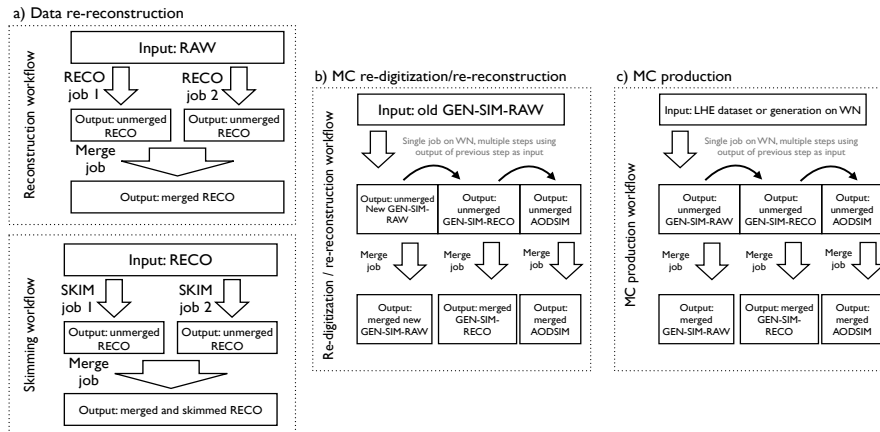 a) Data re-reconstruction
Reconstruction workflow
Input: RAW
RECO
job 1
RECO
job 2
Output: unmerged
RECO
Output: unmerged
RECO
Merge
job
Output: merged RECO
Skimming workflow
Input: RECO
SKIM
job 1
SKIM
job 2
Output: unmerged
RECO
Output: unmerged
RECO
Merge
job
Output: merged and skimmed RECO
b) MC re-digitization/re-reconstruction
Re-digitization / re-reconstruction workflow
Input: old GEN-SIM-RAW
Single job on WN, multiple steps using
output of previous step as input
Output: unmerged
New GEN-SIM-
RAW
Output:
unmerged
GEN-SIM-RECO
Output:
unmerged
AODSIM
Merge
job
Merge
job
Merge
job
Output:
merged new
GEN-SIM-RAW
Output: merged
GEN-SIM-
RECO
Output:
merged
AODSIM
c) MC production
MC production workflow
Input: LHE dataset or generation on WN
Single job on WN, multiple steps using
output of previous step as input
Output:
unmerged
GEN-SIM-RAW
Output:
unmerged
GEN-SIM-RECO
Output:
unmerged
AODSIM
Merge
job
Merge
job
Merge
job
Output:
merged
GEN-SIM-RAW
Output: merged
GEN-SIM-
RECO
Output:
merged
AODSIM